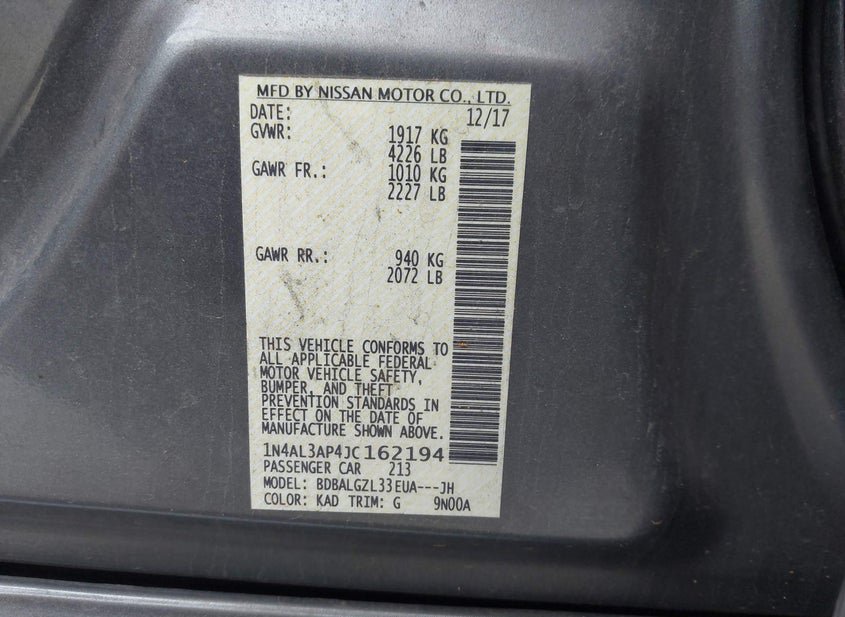 MFD BY NISSAN MOTOR CO., LTD.
DATE: 12/17
GVWR: 1917 KG
4226 LB
GAWR FR.: 1010 KG
2227 LB
GAWR RR.: 940 KG
2072 LB
THIS VEHICLE CONFORMS TO
ALL APPLICABLE FEDERAL
MOTOR VEHICLE SAFETY,
BUMPER, AND THEFT
PREVENTION STANDARDS IN
EFFECT ON THE DATE OF
MANUFACTURE SHOWN ABOVE.
1N4AL3AP4JC162194
PASSENGER CAR 213
MODEL: BDBALGZL33EUA---JH
COLOR: KAD TRIM: G 9N00A